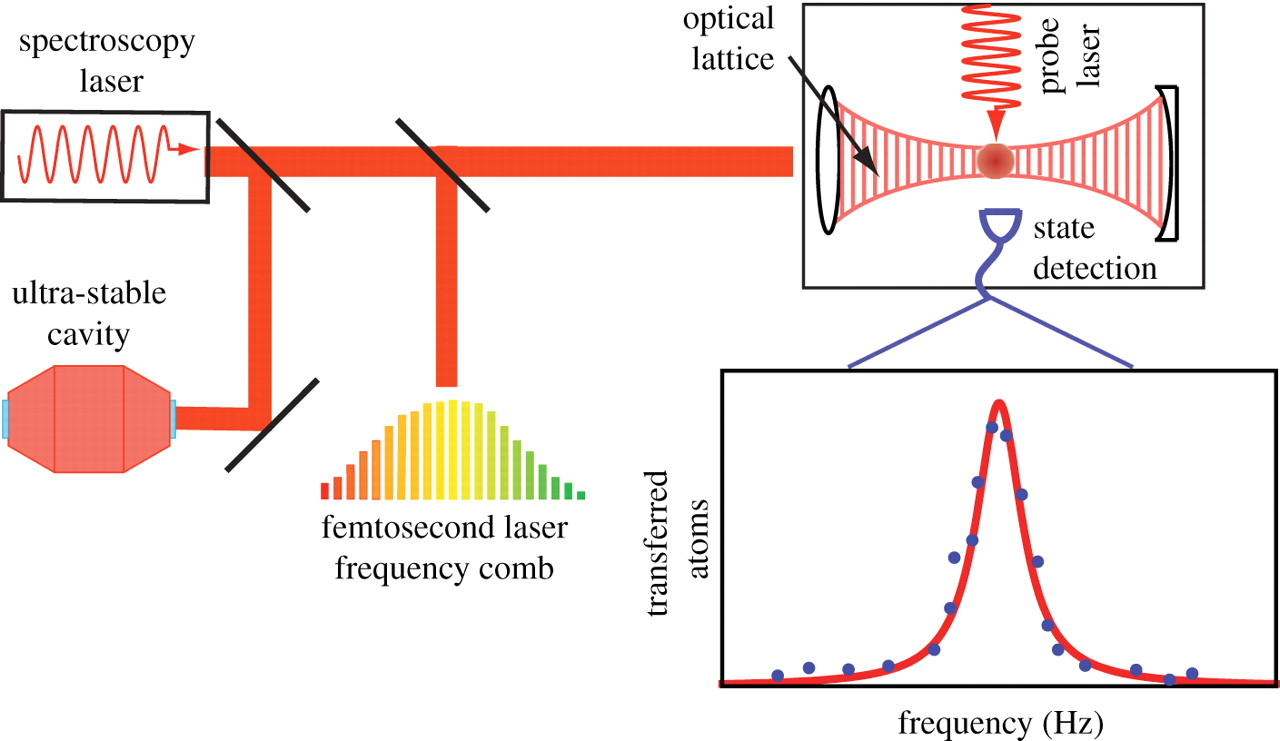 spectroscopy
laser
optical
lattice
probe
laser
state
detection
ultra-stable
cavity
femtosecond laser
frequency comb
transferred
atoms
frequency (Hz)